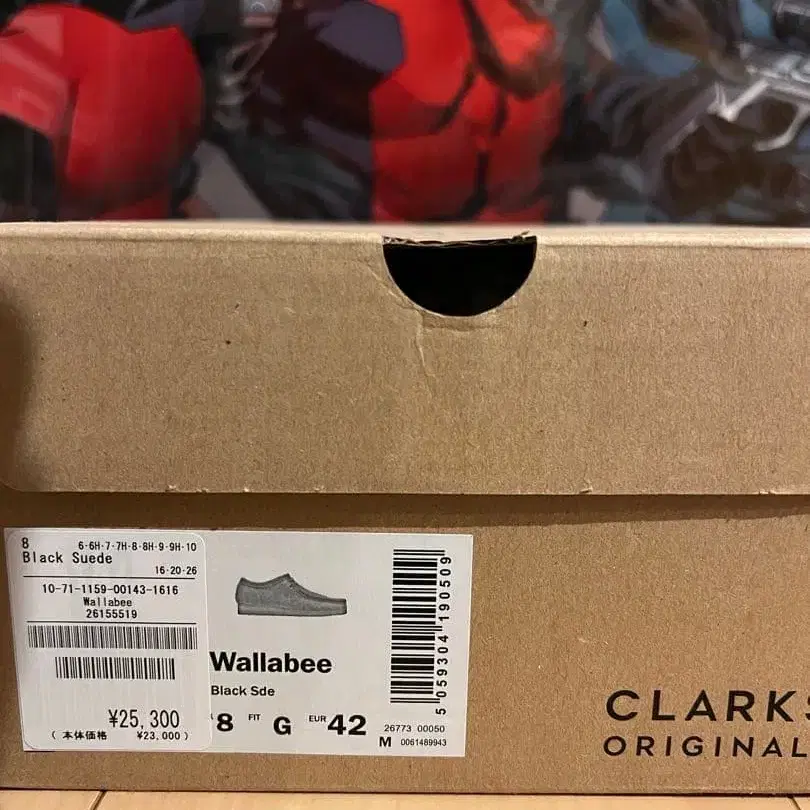 8 6-6H-7-7H-8-8H-9-9H-10
Black Suede
16-20-26
10-71-1159-00143-1616
Wallabee
26155519
¥25,300
( 本体価格 ¥23,000 )
Wallabee
Black Sde
8 FIT G EUR 42
5 059304 190509
26773 00050
M 0061489943
CLARKS
ORIGINAL